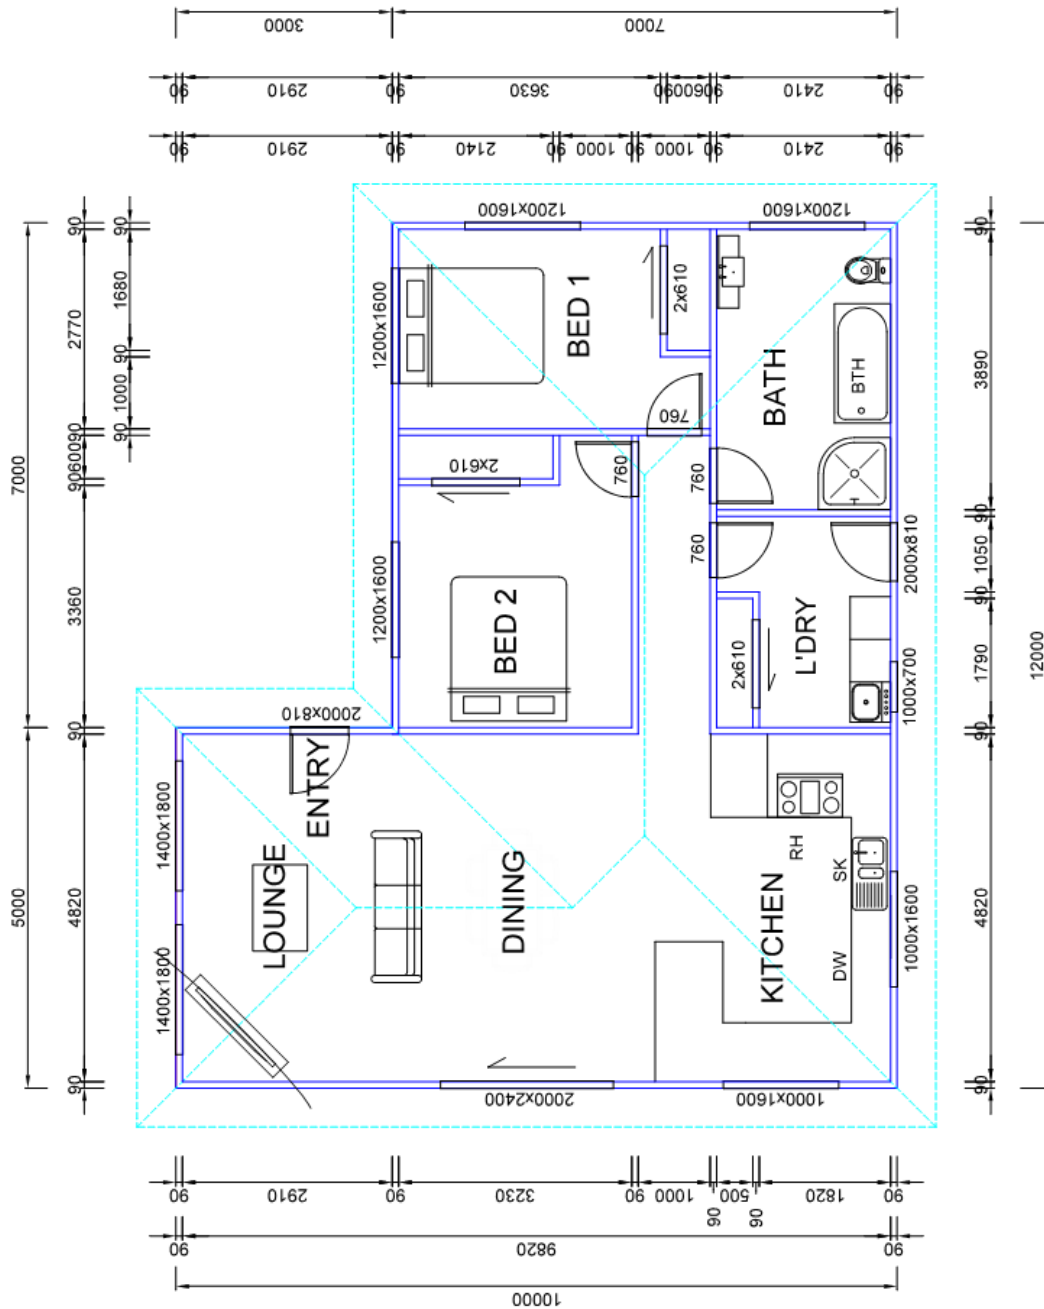 3000
7000
90
2910
90
3630
90
600
90
2410
90
90
2910
90
2140
90
1000
90
1000
90
2410
90
7000
5000
90
2770
90
600
90
3360
90
4820
90
90
1680
90
1000
90
1200x1600
1200x1600
1200x1600
1200x1600
BED 1
2x610
760
BATH
BTH
2x610
760
760
760
BED 2
2x610
L'DRY
2000x810
1000x700
2000x810
ENTRY
LOUNGE
1400x1800
1400x1800
DINING
KITCHEN
RH
SK
DW
1000x1600
2000x2400
1000x1600
90
3890
90
1050
90
1790
90
4820
90
12000
90
2910
90
3230
90
1000
90
500
90
1820
90
90
9820
90
10000